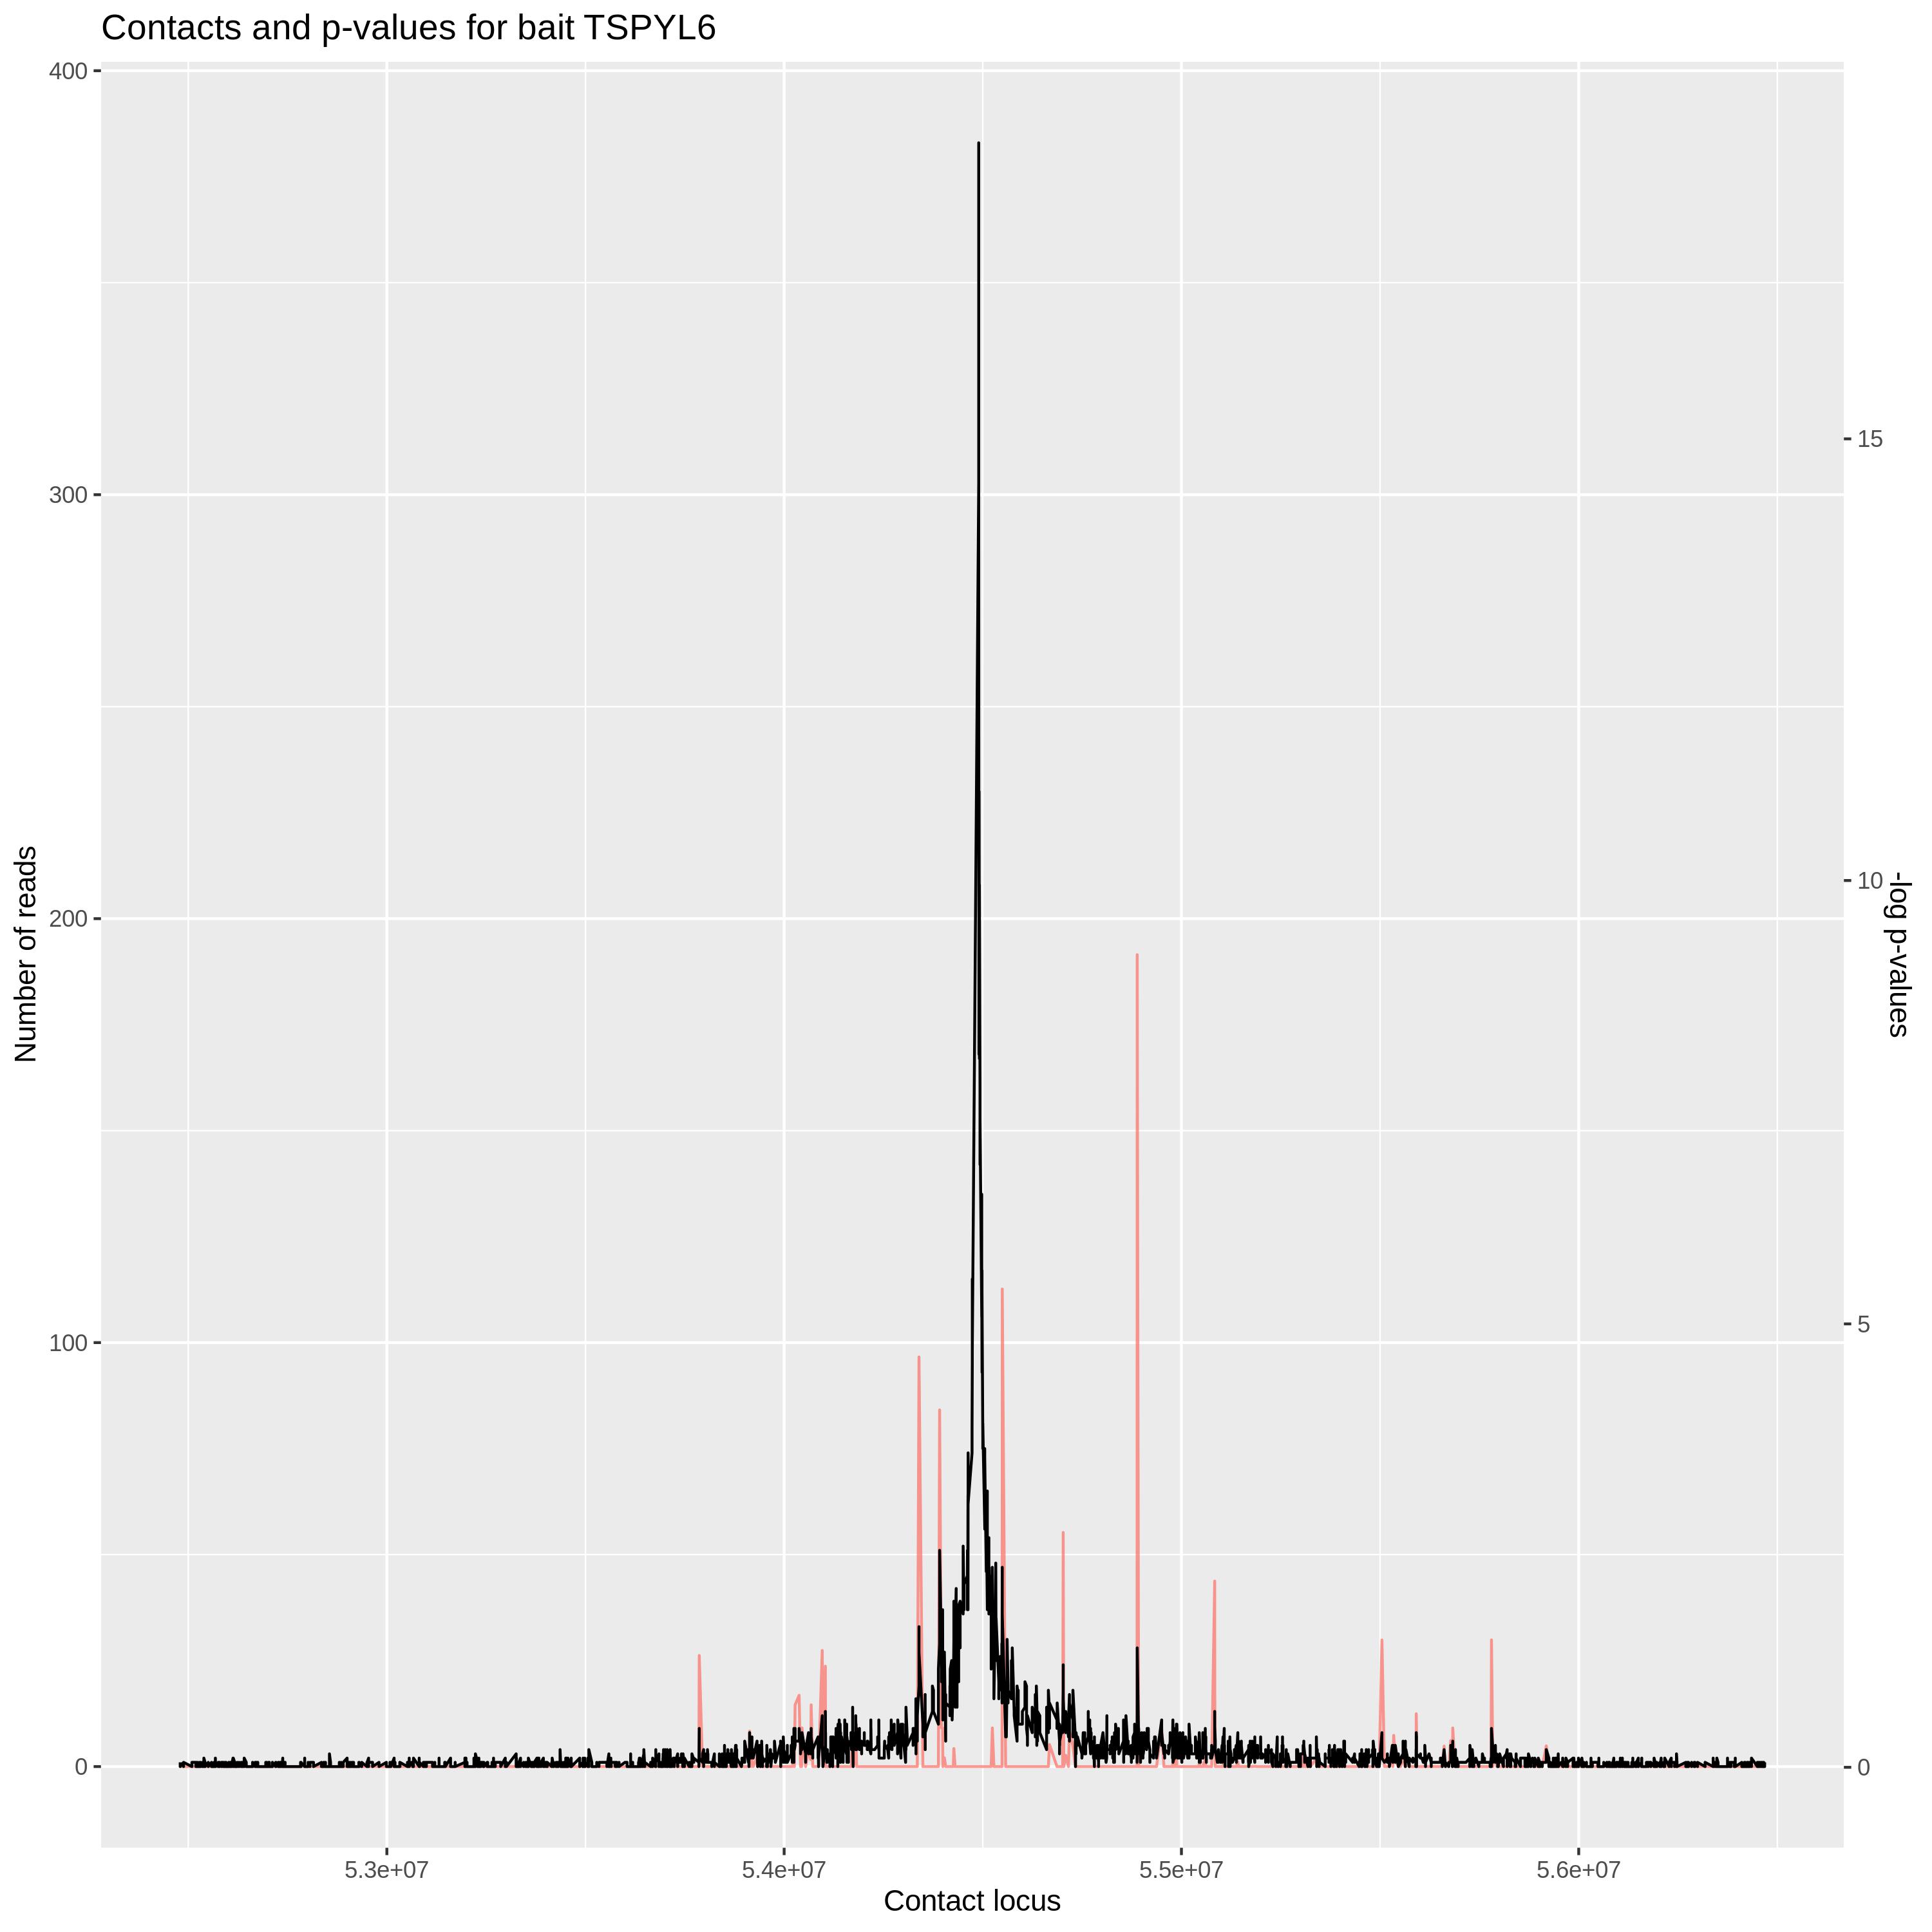 Contacts and p-values for bait TSPYL6
400
300
200
100
0
Number of reads
15
10
5
0
-log p-values
5.3e+07
5.4e+07
5.5e+07
5.6e+07
Contact locus